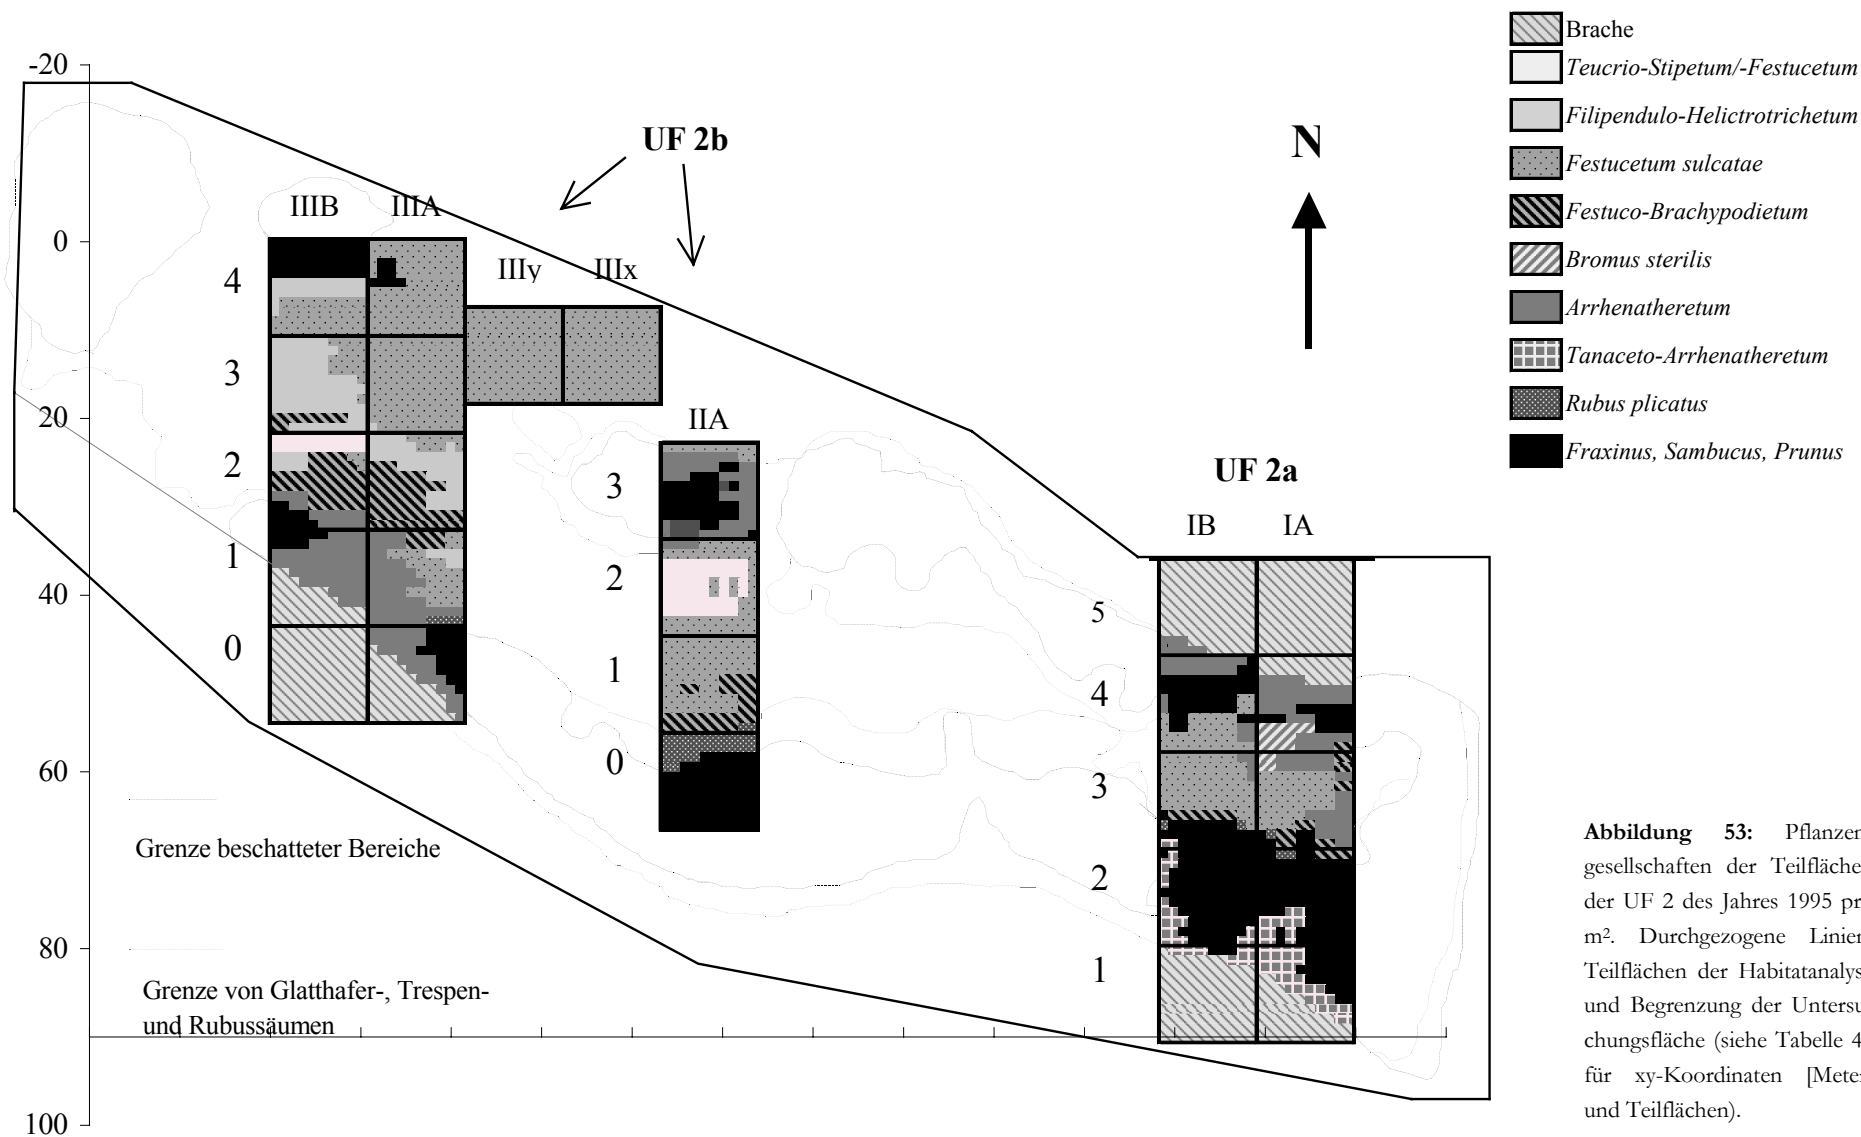 Brache
Teucrio-Stipetum/-Festucetum
Filipendulo-Helictrotrichetum
Festucetum sulcatae
Festuco-Brachypodietum
Bromus sterilis
Arrhenatheretum
Tanaceto-Arrhenatheretum
Rubus plicatus
Fraxinus, Sambucus, Prunus
-20
0
20
40
60
80
100
UF 2b
N
IIIB
IIIA
IIIy
IIIx
4
3
2
1
0
IIA
3
2
1
0
UF 2a
IB
IA
5
4
3
2
1
Grenze beschatteter Bereiche
Grenze von Glatthafer-, Trespen-
und Rubussäumen
Abbildung 53: Pflanzen
gesellschaften der Teilfläche
der UF 2 des Jahres 1995 pr
m². Durchgezogene Linien
Teilflächen der Habitatanalys
und Begrenzung der Untersu
chungsfläche (siehe Tabelle 4
für xy-Koordinaten [Meter
und Teilflächen).